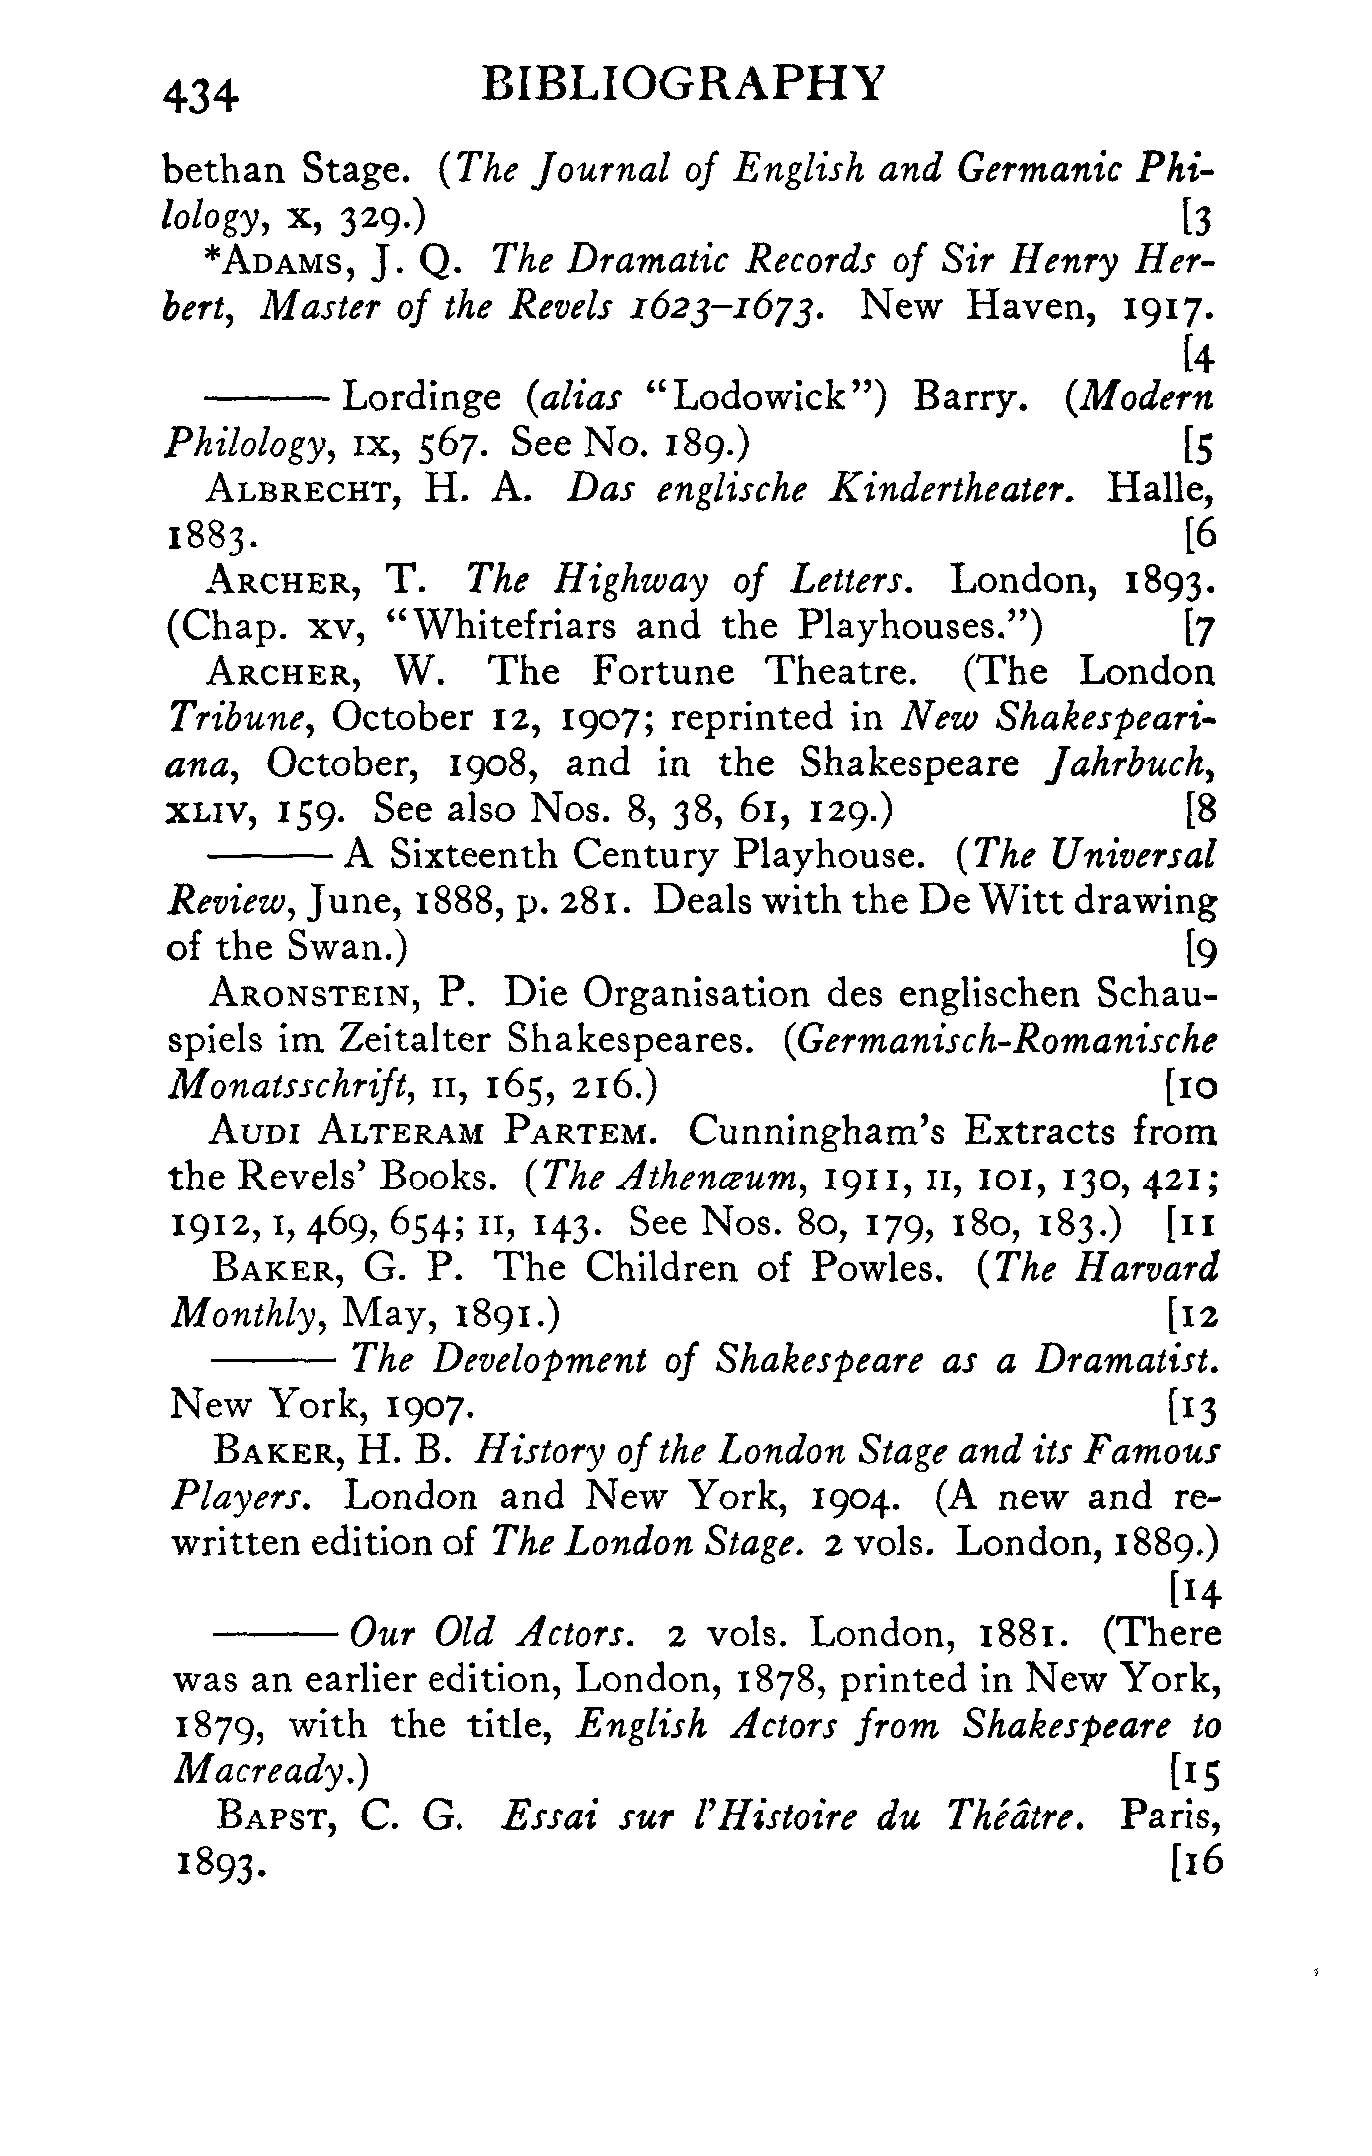 434 BIBLIOGRAPHY
bethan Stage. (The Journal of English and Germanic Phi-
lology, x, 329.) [3
*ADAMS, J. Q. The Dramatic Records of Sir Henry Her-
bert, Master of the Revels 1623–1673. New Haven, 1917.
[4
——— Lordinge (alias "Lodowick") Barry. (Modern
Philology, IX, 567. See No. 189.) [5
ALBRECHT, H. A. Das englische Kindertheater. Halle,
1883. [6
ARCHER, T. The Highway of Letters. London, 1893.
(Chap. xv, "Whitefriars and the Playhouses.") [7
ARCHER, W. The Fortune Theatre. (The London
Tribune, October 12, 1907; reprinted in New Shakespeari-
ana, October, 1908, and in the Shakespeare Jahrbuch,
XLIV, 159. See also Nos. 8, 38, 61, 129.) [8
——— A Sixteenth Century Playhouse. (The Universal
Review, June, 1888, p. 281. Deals with the De Witt drawing
of the Swan.) [9
ARONSTEIN, P. Die Organisation des englischen Schau-
spiels im Zeitalter Shakespeares. (Germanisch-Romanische
Monatsschrift, II, 165, 216.) [10
AUDI ALTERAM PARTEM. Cunningham's Extracts from
the Revels' Books. (The Athenæum, 1911, II, 101, 130, 421;
1912, I, 469, 654; II, 143. See Nos. 80, 179, 180, 183.) [11
BAKER, G. P. The Children of Powles. (The Harvard
Monthly, May, 1891.) [12
——— The Development of Shakespeare as a Dramatist.
New York, 1907. [13
BAKER, H. B. History of the London Stage and its Famous
Players. London and New York, 1904. (A new and re-
written edition of The London Stage. 2 vols. London, 1889.)
[14
——— Our Old Actors. 2 vols. London, 1881. (There
was an earlier edition, London, 1878, printed in New York,
1879, with the title, English Actors from Shakespeare to
Macready.) [15
BAPST, C. G. Essai sur l'Histoire du Théâtre. Paris,
1893. [16